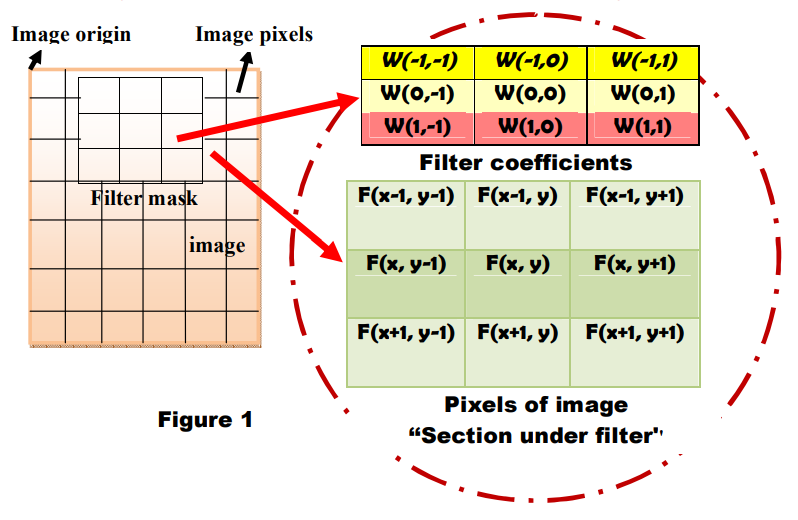 Image origin
Image pixels
W(-1,-1) W(-1,0) W(-1,1)
W(0,-1) W(0,0) W(0,1)
W(1,-1) W(1,0) W(1,1)
Filter coefficients
Filter mask
image
F(x-1, y-1) F(x-1, y) F(x-1, y+1)
F(x, y-1) F(x, y) F(x, y+1)
F(x+1, y-1) F(x+1, y) F(x+1, y+1)
Pixels of image
“Section under filter"
Figure 1